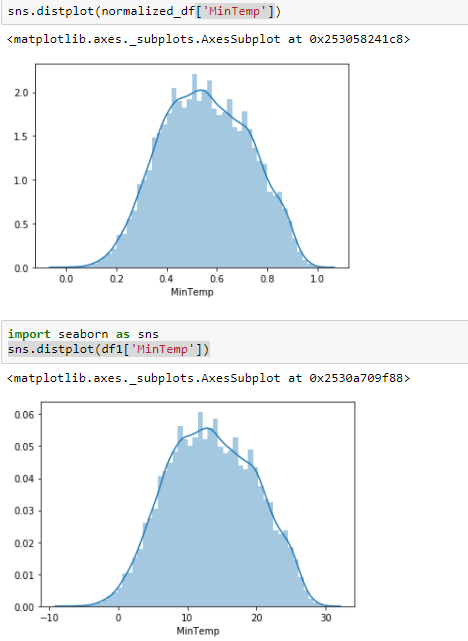 sns.distplot(normalized_df['MinTemp'])
<matplotlib.axes._subplots.AxesSubplot at 0x253058241c8>
2.0
1.5
1.0
0.5
0.0
0.0 0.2 0.4 0.6 0.8 1.0
MinTemp
import seaborn as sns
sns.distplot(df1['MinTemp'])
<matplotlib.axes._subplots.AxesSubplot at 0x2530a709f88>
0.06
0.05
0.04
0.03
0.02
0.01
0.00
−10 0 10 20 30
MinTemp